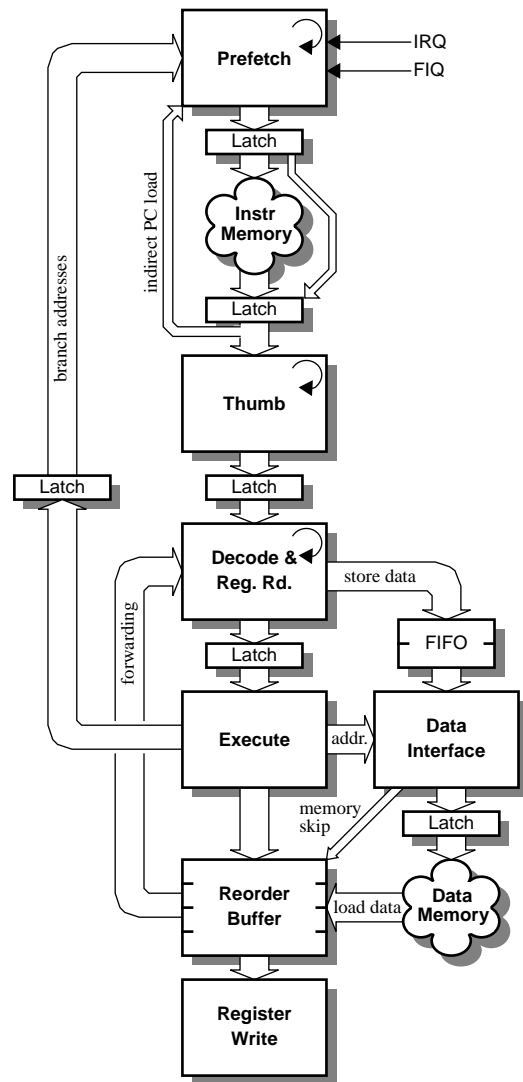 Prefetch
IRQ
FIQ
Latch
indirect PC load
Instr
Memory
Latch
branch addresses
Thumb
Latch
Latch
Decode &
Reg. Rd.
store data
forwarding
FIFO
Latch
Execute
addr.
Data
Interface
memory
skip
Latch
Reorder
Buffer
load data
Data
Memory
Register
Write